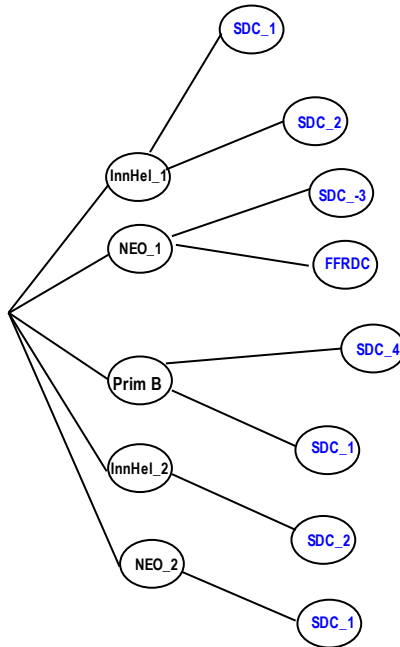 SDC_1
SDC_2
InnHel_1
SDC_-3
NEO_1
FFRDC
SDC_4
Prim B
SDC_1
InnHel_2
SDC_2
NEO_2
SDC_1